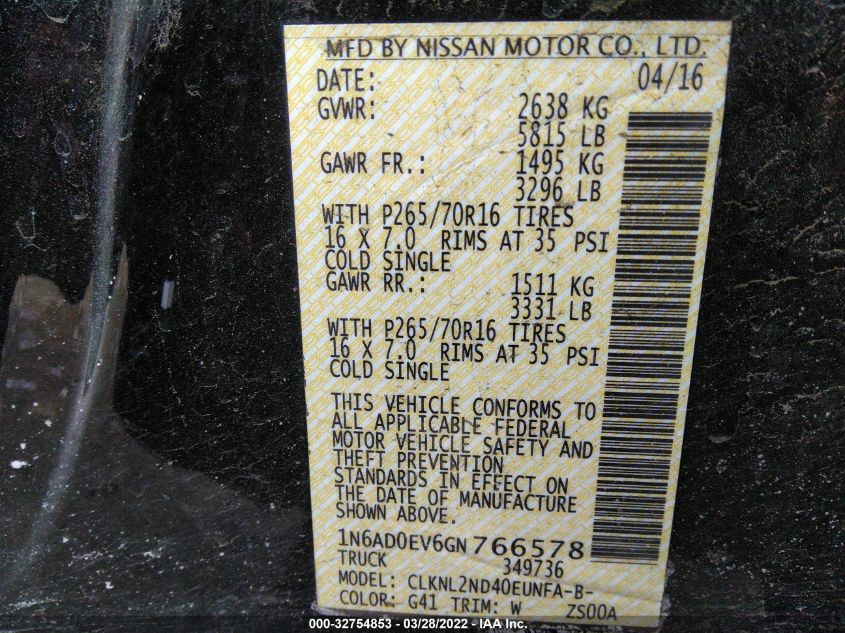 MFD BY NISSAN MOTOR CO., LTD.
DATE: 04/16
GVWR: 2638 KG
5815 LB
GAWR FR.: 1495 KG
3296 LB
WITH P265/70R16 TIRES
16 X 7.0 RIMS AT 35 PSI
COLD SINGLE
GAWR RR.: 1511 KG
3331 LB
WITH P265/70R16 TIRES
16 X 7.0 RIMS AT 35 PSI
COLD SINGLE
THIS VEHICLE CONFORMS TO
ALL APPLICABLE FEDERAL
MOTOR VEHICLE SAFETY AND
THEFT PREVENTION
STANDARDS IN EFFECT ON
THE DATE OF MANUFACTURE
SHOWN ABOVE.
1N6AD0EV6GN 766578
TRUCK 349736
MODEL: CLKNL2ND40EUNFA-B-
COLOR: G41 TRIM: W ZS00A
000-32754853 - 03/28/2022 - IAA Inc.